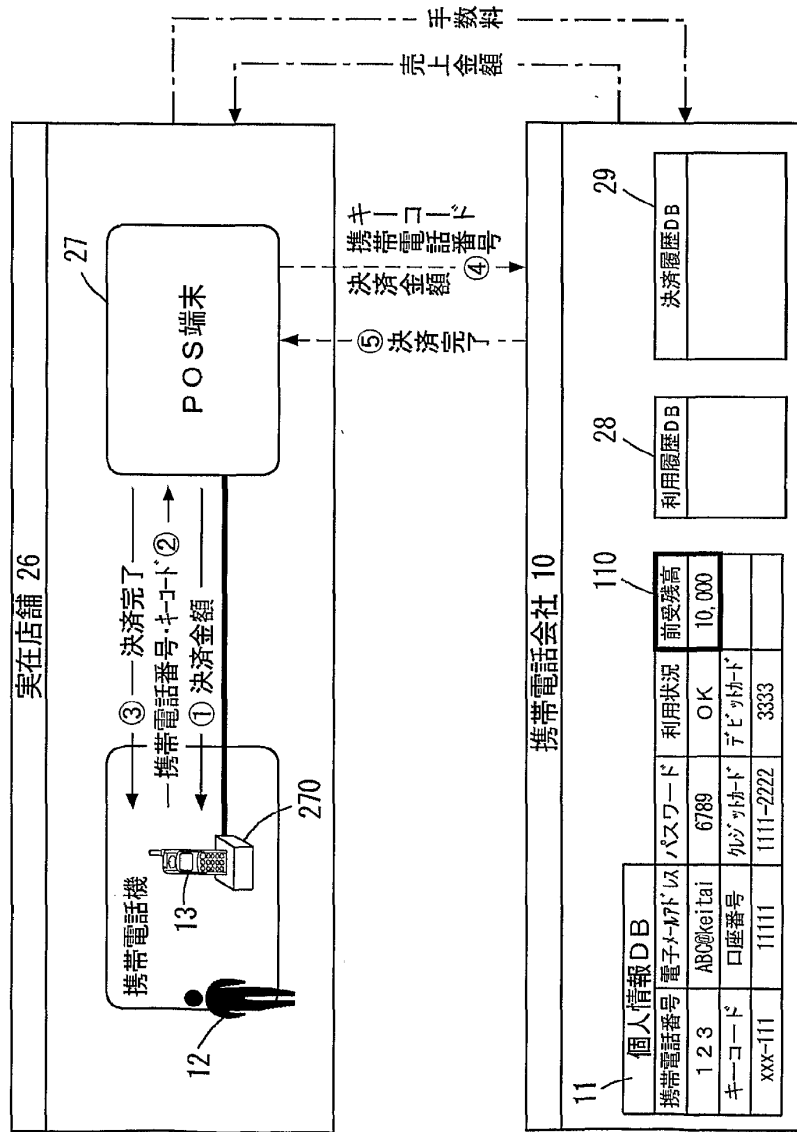 実在店舗 26
携帯電話機
12
13
270
③ 決済完了
携帯電話番号・キーコード ②
① 決済金額
27
POS端末
キーコード
携帯電話番号
決済金額 ④
⑤ 決済完了
売上金額
手数料
携帯電話会社 10
11
個人情報DB
携帯電話番号 電子メールアドレス パスワード 利用状況 前受残高
123 ABC@keitai 6789 OK 10,000
キーコード 口座番号 クレジットカード デビットカード
xxx-111 11111 1111-2222 3333
110
利用履歴DB
28
決済履歴DB
29